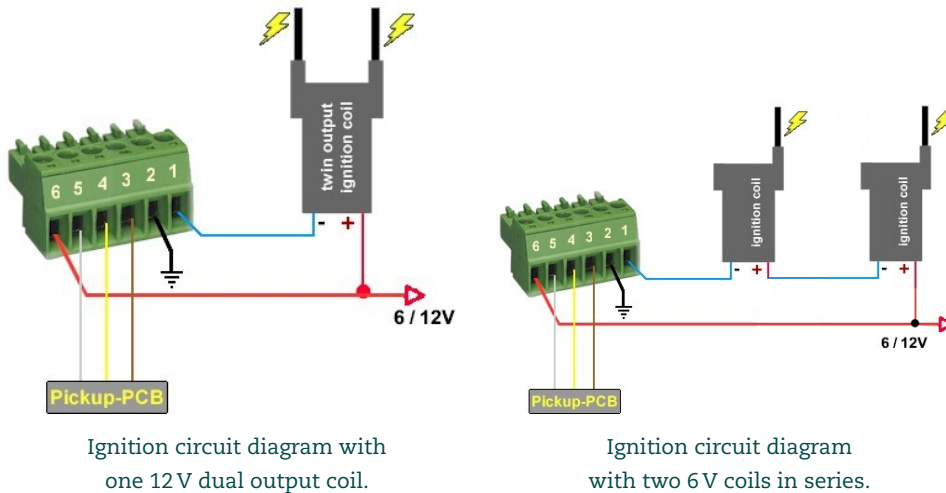 twin output
ignition coil
6 5 4 3 2 1
- +
6 / 12V
Pickup-PCB
Ignition circuit diagram with
one 12 V dual output coil.
ignition coil
ignition coil
6 5 4 3 2 1
- +
- +
6 / 12V
Pickup-PCB
Ignition circuit diagram
with two 6 V coils in series.